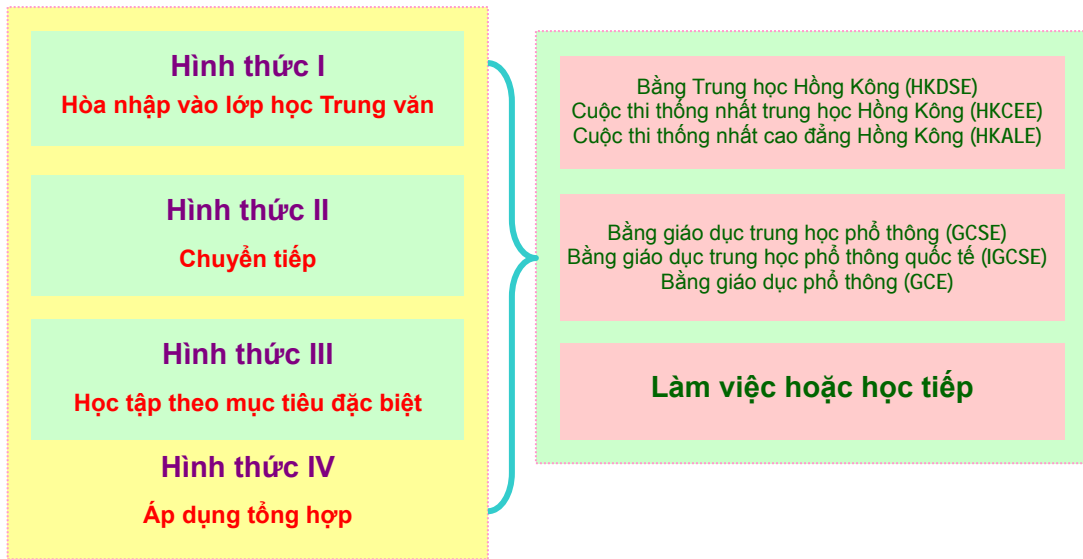 Hình thức I
Hòa nhập vào lớp học Trung văn
Hình thức II
Chuyển tiếp
Hình thức III
Học tập theo mục tiêu đặc biệt
Hình thức IV
Áp dụng tổng hợp
Bằng Trung học Hồng Kông (HKDSE)
Cuộc thi thống nhất trung học Hồng Kông (HKCEE)
Cuộc thi thống nhất cao đẳng Hồng Kông (HKALE)
Bằng giáo dục trung học phổ thông (GCSE)
Bằng giáo dục trung học phổ thông quốc tế (IGCSE)
Bằng giáo dục phổ thông (GCE)
Làm việc hoặc học tiếp